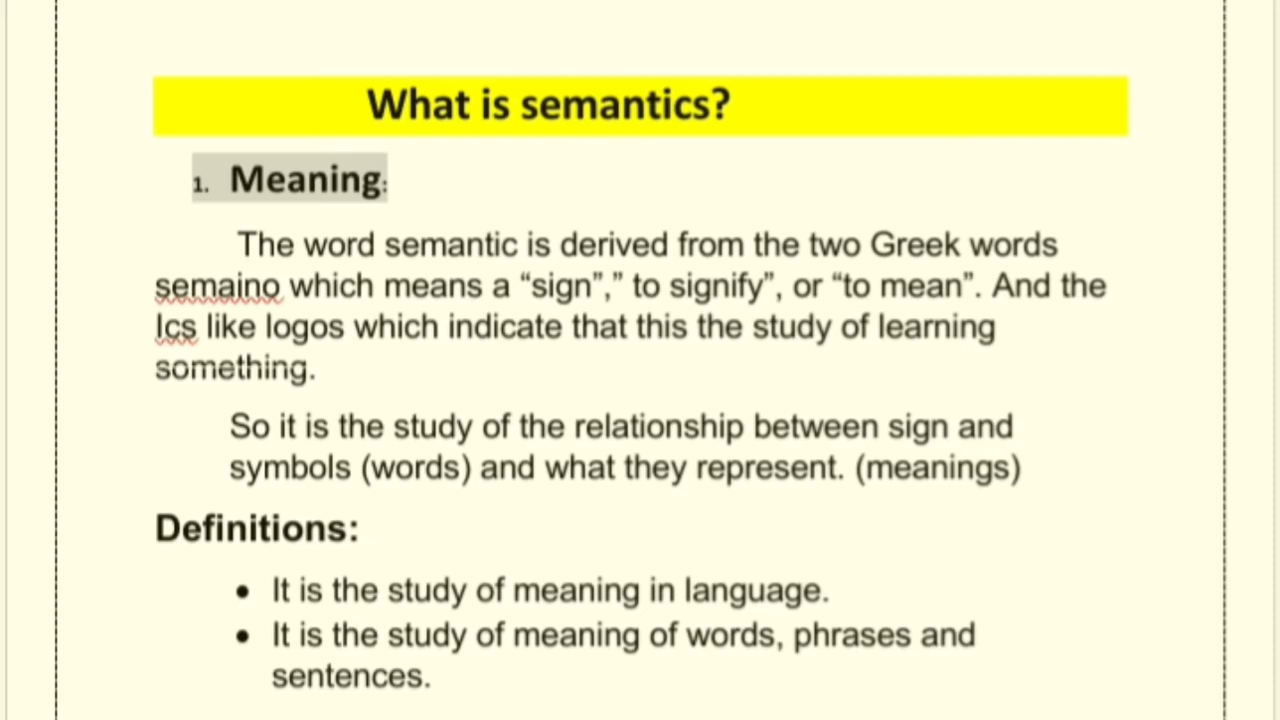 What is semantics?
1. Meaning:
The word semantic is derived from the two Greek words
semaino which means a “sign”,” to signify”, or “to mean”. And the
Ics like logos which indicate that this the study of learning
something.
So it is the study of the relationship between sign and
symbols (words) and what they represent. (meanings)
Definitions:
• It is the study of meaning in language.
• It is the study of meaning of words, phrases and
sentences.